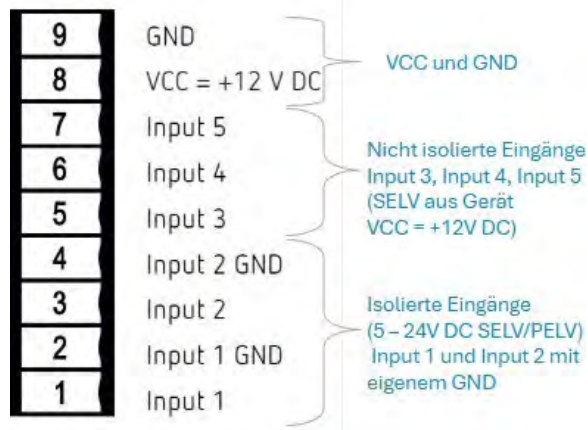 9 GND
8 VCC = +12 V DC
VCC und GND
7 Input 5
6 Input 4
5 Input 3
Nicht isolierte Eingänge
Input 3, Input 4, Input 5
(SELV aus Gerät
VCC = +12V DC)
4 Input 2 GND
3 Input 2
2 Input 1 GND
1 Input 1
Isolierte Eingänge
(5 – 24V DC SELV/PELV)
Input 1 und Input 2 mit
eigenem GND